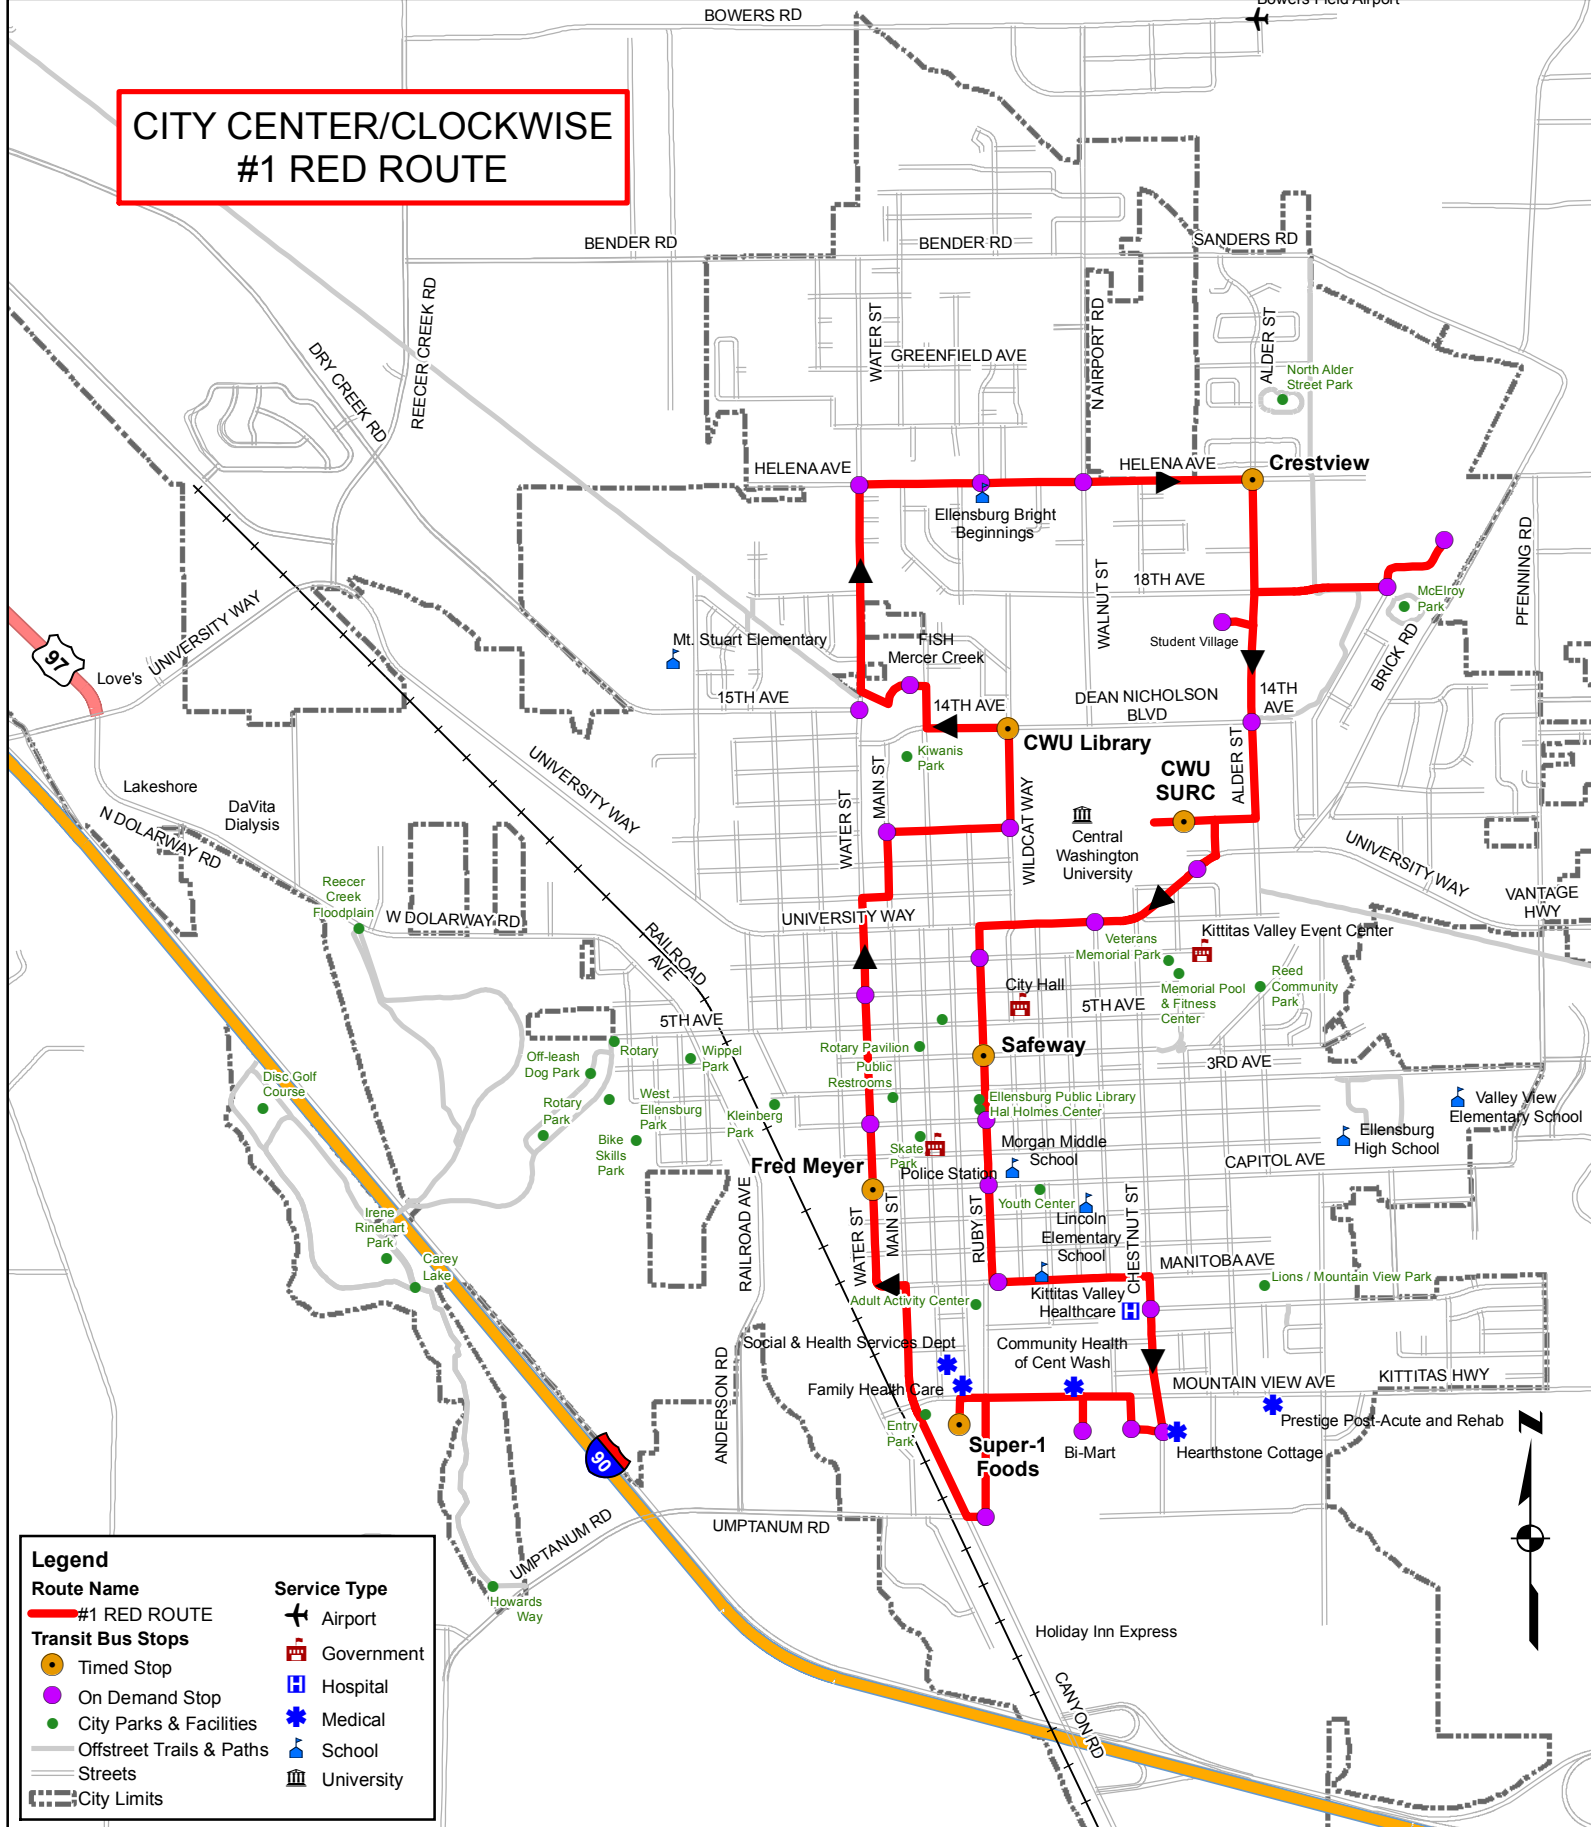 Bowers Field Airport
BOWERS RD
CITY CENTER/CLOCKWISE
#1 RED ROUTE
BENDER RD
BENDER RD
SANDERS RD
REECER CREEK RD
DRY CREEK RD
WATER ST
GREENFIELD AVE
N AIRPORT RD
ALDER ST
North Alder
Street Park
HELENA AVE
HELENA AVE
Crestview
Ellensburg Bright
Beginnings
PFENNING RD
WALNUT ST
18TH AVE
McElroy
Park
97
UNIVERSITY WAY
Love's
Mt. Stuart Elementary
FISH
Mercer Creek
Student Village
BRICK RD
15TH AVE
14TH AVE
DEAN NICHOLSON
BLVD
14TH
AVE
CWU Library
Kiwanis
Park
UNIVERSITY WAY
MAIN ST
WATER ST
CWU
SURC
ALDER ST
WILDCAT WAY
Central
Washington
University
Lakeshore
DaVita
Dialysis
N DOLARWAY RD
UNIVERSITY WAY
VANTAGE
HWY
Reecer
Creek
Floodplain
W DOLARWAY RD
UNIVERSITY WAY
RAILROAD
AVE
Veterans
Memorial Park
Kittitas Valley Event Center
City Hall
Memorial Pool
& Fitness
Center
Reed
Community
Park
5TH AVE
5TH AVE
Safeway
3RD AVE
Rotary Pavilion
Public
Restrooms
Rotary
Wippel
Park
Off-leash
Dog Park
Disc Golf
Course
Rotary
Park
West
Ellensburg
Park
Bike
Skills
Park
Kleinberg
Park
Ellensburg Public Library
Hal Holmes Center
Valley View
Elementary School
Ellensburg
High School
Skate
Park
Police Station
Morgan Middle
School
CAPITOL AVE
Fred Meyer
Youth Center
Lincoln
Elementary
School
CHESTNUT ST
RAILROAD AVE
WATER ST
MAIN ST
RUBY ST
Irene
Rinehart
Park
Carey
Lake
MANITOBA AVE
Lions / Mountain View Park
Kittitas Valley
Healthcare
H
Adult Activity Center
Social & Health Services Dept
Community Health
of Cent Wash
ANDERSON RD
Family Health Care
MOUNTAIN VIEW AVE
KITTITAS HWY
Entry
Park
Prestige Post-Acute and Rehab
Super-1
Foods
Bi-Mart
Hearthstone Cottage
N
90
UMPTANUM RD
UMPTANUM RD
Howards
Way
Holiday Inn Express
CANYON RD
Legend
Route Name
#1 RED ROUTE
Transit Bus Stops
Timed Stop
On Demand Stop
City Parks & Facilities
Offstreet Trails & Paths
Streets
City Limits
Service Type
Airport
Government
H
Hospital
Medical
School
University